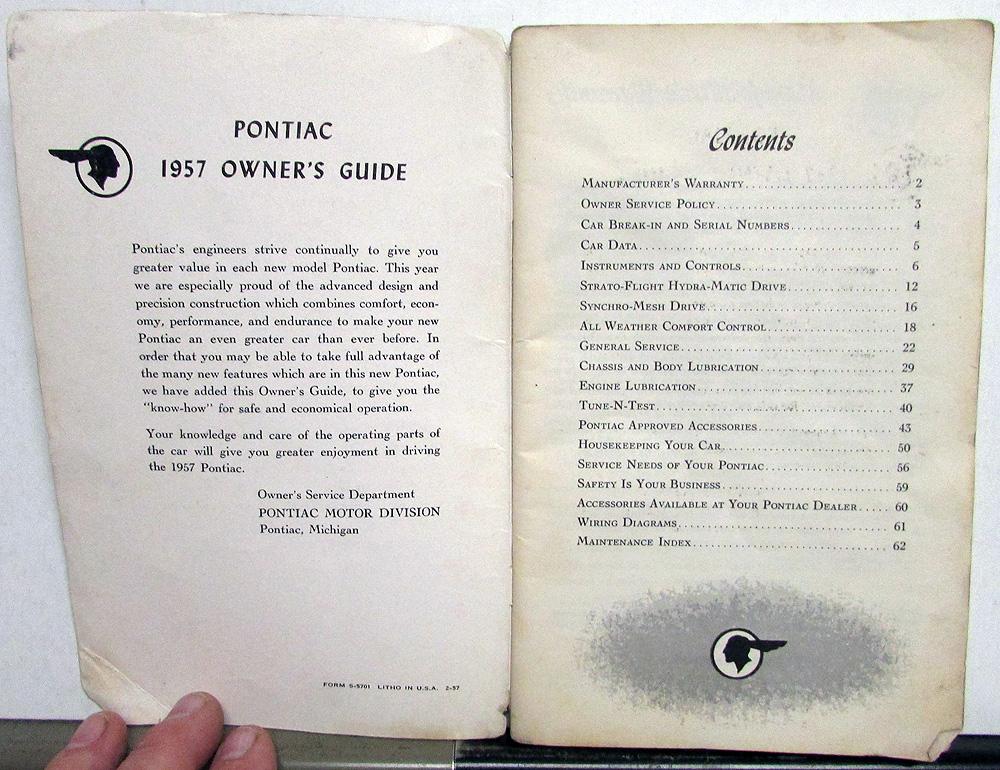 PONTIAC
1957 OWNER'S GUIDE
Pontiac's engineers strive continually to give you
greater value in each new model Pontiac. This year
we are especially proud of the advanced design and
precision construction which combines comfort, econ-
omy, performance, and endurance to make your new
Pontiac an even greater car than ever before. In
order that you may be able to take full advantage of
the many new features which are in this new Pontiac,
we have added this Owner's Guide, to give you the
"know-how" for safe and economical operation.
Your knowledge and care of the operating parts of
the car will give you greater enjoyment in driving
the 1957 Pontiac.
Owner's Service Department
PONTIAC MOTOR DIVISION
Pontiac, Michigan
FORM S-5701 LITHO IN U.S.A. 2-57
Contents
Manufacturer's Warranty 2
Owner Service Policy 3
Car Break-in and Serial Numbers 4
Car Data 5
Instruments and Controls 6
Strato-Flight Hydra-Matic Drive 12
Synchro-Mesh Drive 16
All Weather Comfort Control 18
General Service 22
Chassis and Body Lubrication 29
Engine Lubrication 37
Tune-N-Test 40
Pontiac Approved Accessories 43
Housekeeping Your Car 50
Service Needs of Your Pontiac 56
Safety Is Your Business 59
Accessories Available at Your Pontiac Dealer 60
Wiring Diagrams 61
Maintenance Index 62